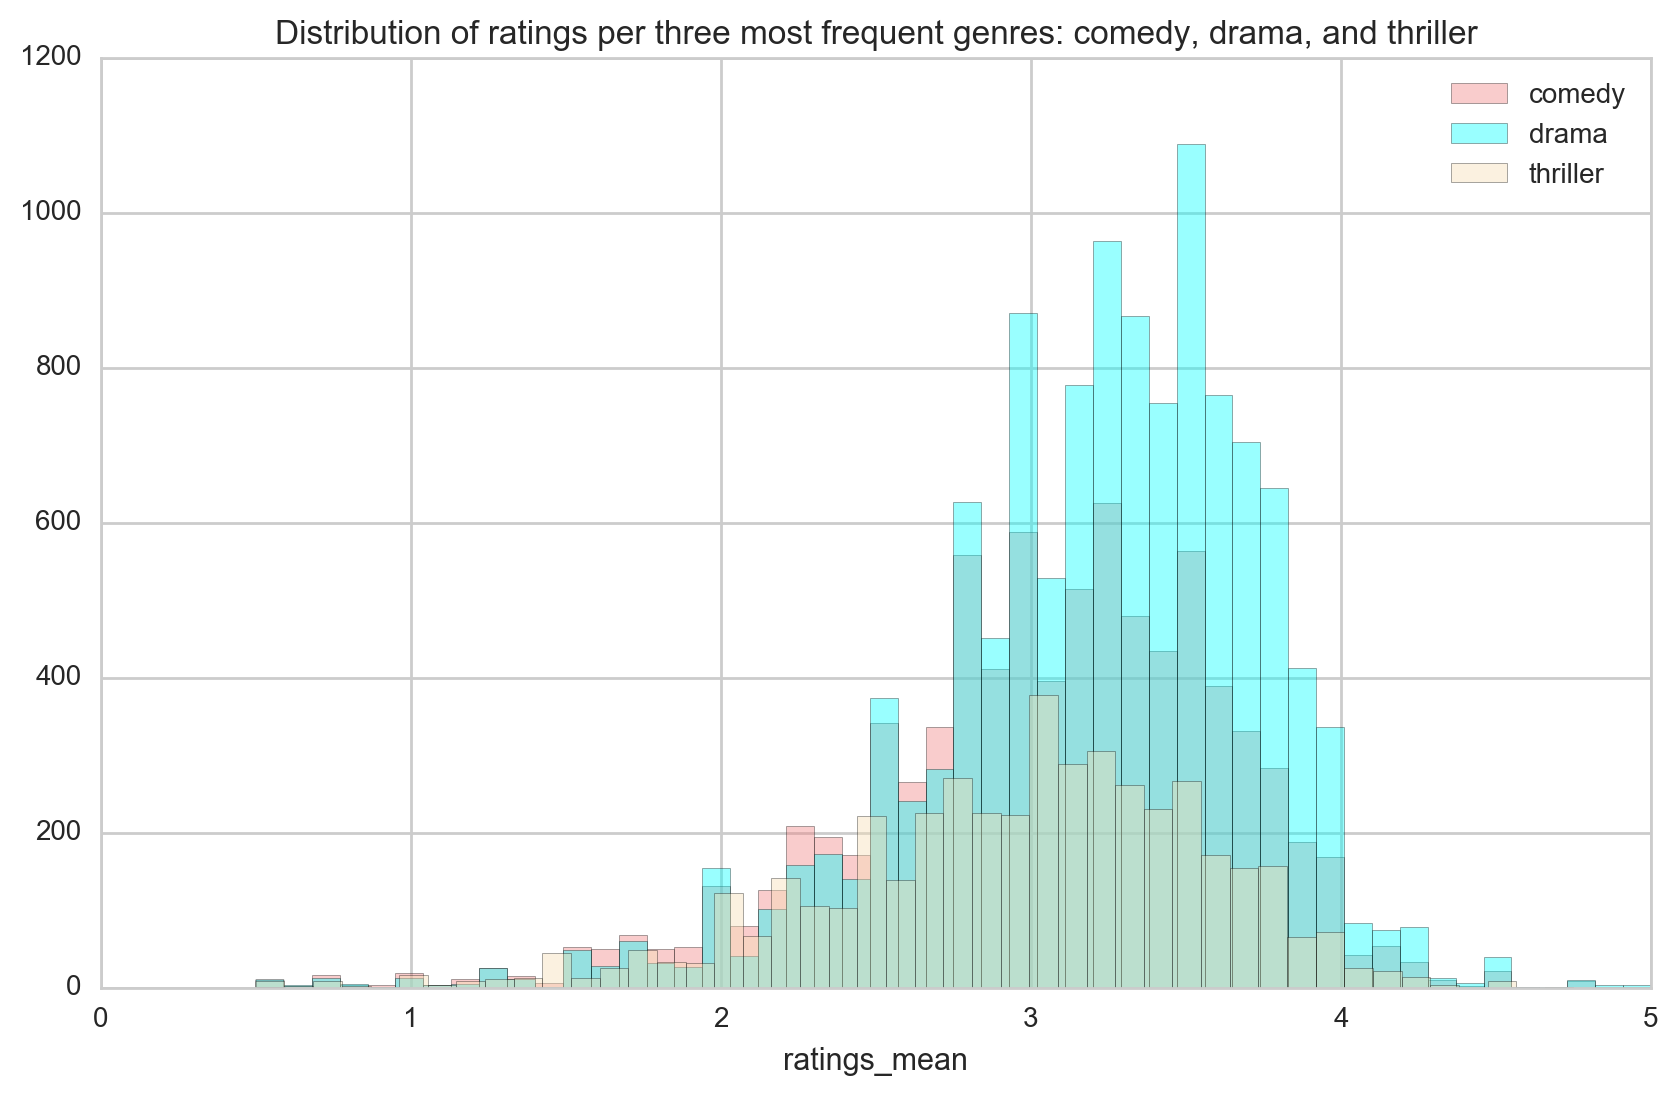 Distribution of ratings per three most frequent genres: comedy, drama, and thriller
1200
1000
800
600
400
200
0
comedy
drama
thriller
0 1 2 3 4 5
ratings_mean